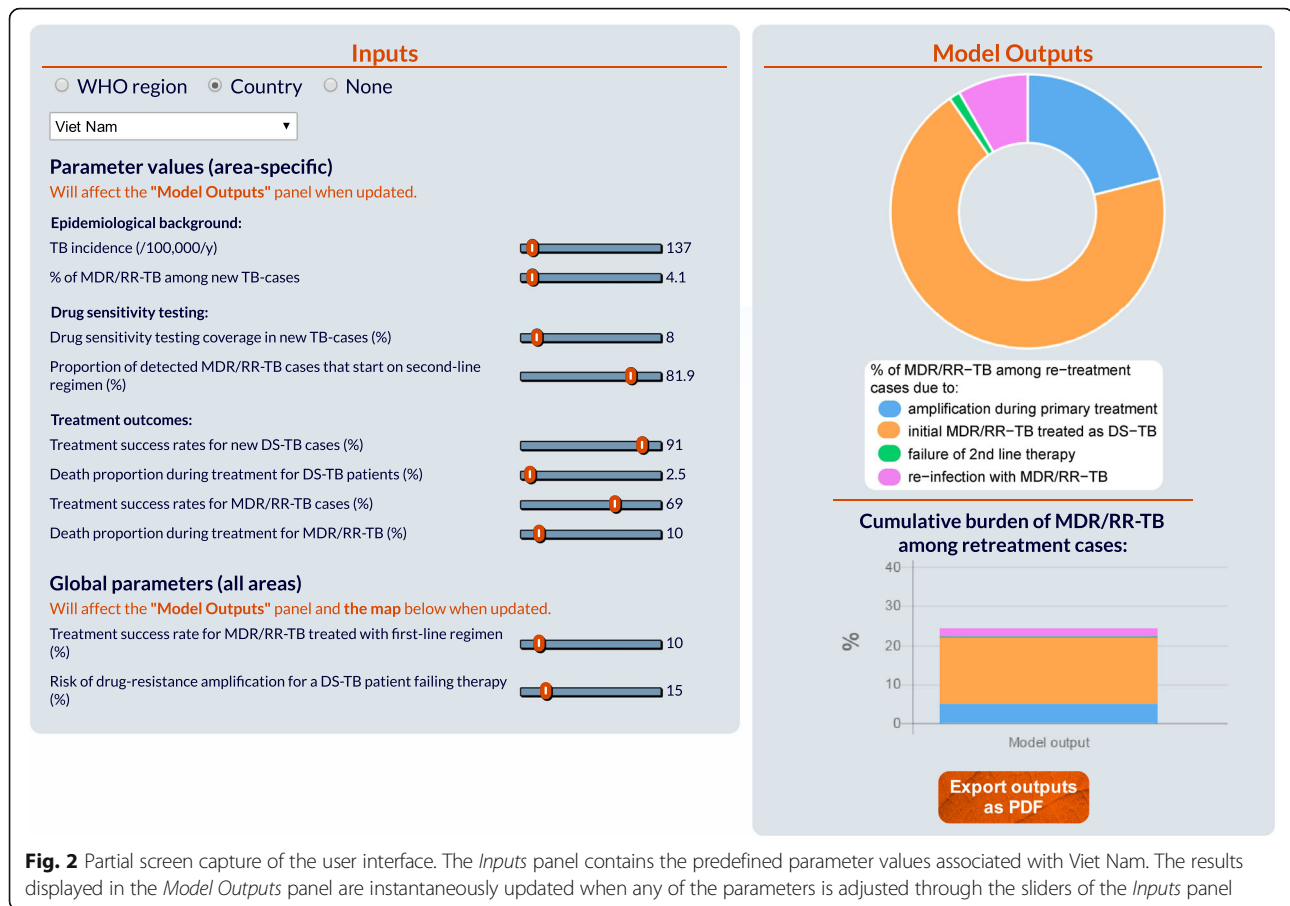 Inputs
WHO region Country None
Viet Nam
Parameter values (area-specific)
Will affect the "Model Outputs" panel when updated.
Epidemiological background:
TB incidence (/100,000/y) 137
% of MDR/RR-TB among new TB-cases 4.1
Drug sensitivity testing:
Drug sensitivity testing coverage in new TB-cases (%) 8
Proportion of detected MDR/RR-TB cases that start on second-line
regimen (%) 81.9
Treatment outcomes:
Treatment success rates for new DS-TB cases (%) 91
Death proportion during treatment for DS-TB patients (%) 2.5
Treatment success rates for MDR/RR-TB cases (%) 69
Death proportion during treatment for MDR/RR-TB (%) 10
Global parameters (all areas)
Will affect the "Model Outputs" panel and the map below when updated.
Treatment success rate for MDR/RR-TB treated with first-line regimen
(%) 10
Risk of drug-resistance amplification for a DS-TB patient failing therapy
(%) 15
Model Outputs
% of MDR/RR−TB among re−treatment
cases due to:
amplification during primary treatment
initial MDR/RR−TB treated as DS−TB
failure of 2nd line therapy
re−infection with MDR/RR−TB
Cumulative burden of MDR/RR-TB
among retreatment cases:
40
30
%
20
10
0
Model output
Export outputs
as PDF
Fig. 2 Partial screen capture of the user interface. The Inputs panel contains the predefined parameter values associated with Viet Nam. The results
displayed in the Model Outputs panel are instantaneously updated when any of the parameters is adjusted through the sliders of the Inputs panel